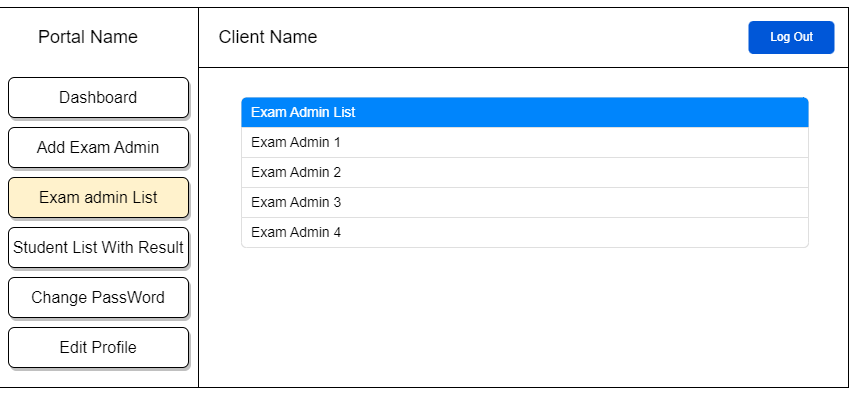 Portal Name
Client Name
Log Out
Dashboard
Add Exam Admin
Exam admin List
Student List With Result
Change PassWord
Edit Profile
Exam Admin List
Exam Admin 1
Exam Admin 2
Exam Admin 3
Exam Admin 4